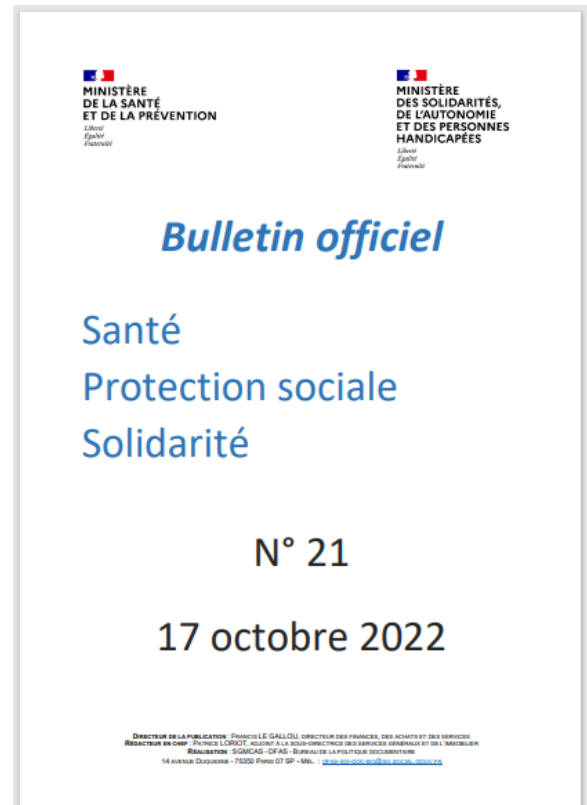 MINISTÈRE
DE LA SANTÉ
ET DE LA PRÉVENTION
Liberté
Égalité
Fraternité
MINISTÈRE
DES SOLIDARITÉS,
DE L'AUTONOMIE
ET DES PERSONNES
HANDICAPÉES
Liberté
Égalité
Fraternité
Bulletin officiel
Santé
Protection sociale
Solidarité
N° 21
17 octobre 2022
DIRECTEUR DE LA PUBLICATION : FRANCIS LE GALLOU, DIRECTEUR DES FINANCES, DES ACHATS ET DES SERVICES
RÉDACTEUR EN CHEF : PATRICE LORIOT, ADJOINT À LA SOUS-DIRECTRICE DES SERVICES GÉNÉRAUX ET DE L'IMMOBILIER
RÉALISATION : SGMCAS - DFAS - BUREAU DE LA POLITIQUE DOCUMENTAIRE
14 AVENUE DUQUESNE - 75350 PARIS 07 SP - MÉL. :